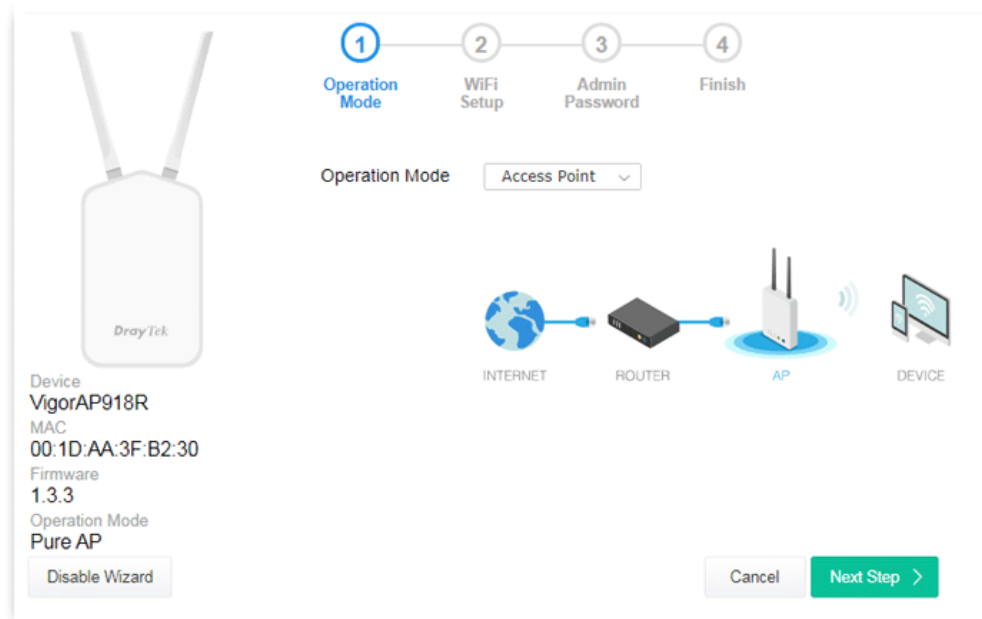 1
2
3
4
Operation
Mode
WiFi
Setup
Admin
Password
Finish
Operation Mode
Access Point
DrayTek
INTERNET
ROUTER
AP
DEVICE
Device
VigorAP918R
MAC
00:1D:AA:3F:B2:30
Firmware
1.3.3
Operation Mode
Pure AP
Disable Wizard
Cancel
Next Step